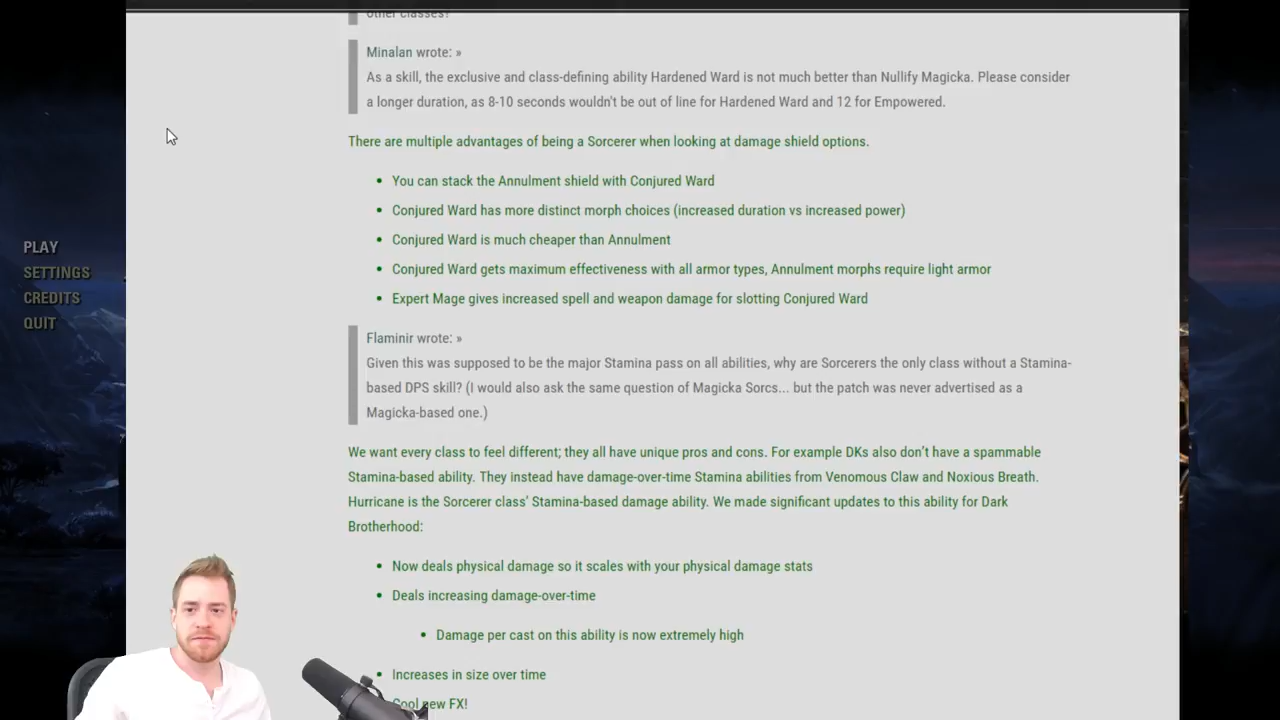 other classes?
Minalan wrote: »
As a skill, the exclusive and class-defining ability Hardened Ward is not much better than Nullify Magicka. Please consider
a longer duration, as 8-10 seconds wouldn't be out of line for Hardened Ward and 12 for Empowered.
There are multiple advantages of being a Sorcerer when looking at damage shield options.
• You can stack the Annulment shield with Conjured Ward
• Conjured Ward has more distinct morph choices (increased duration vs increased power)
• Conjured Ward is much cheaper than Annulment
• Conjured Ward gets maximum effectiveness with all armor types, Annulment morphs require light armor
• Expert Mage gives increased spell and weapon damage for slotting Conjured Ward
PLAY
SETTINGS
CREDITS
QUIT
Flaminir wrote: »
Given this was supposed to be the major Stamina pass on all abilities, why are Sorcerers the only class without a Stamina-
based DPS skill? (I would also ask the same question of Magicka Sorcs... but the patch was never advertised as a
Magicka-based one.)
We want every class to feel different; they all have unique pros and cons. For example DKs also don't have a spammable
Stamina-based ability. They instead have damage-over-time Stamina abilities from Venomous Claw and Noxious Breath.
Hurricane is the Sorcerer class' Stamina-based damage ability. We made significant updates to this ability for Dark
Brotherhood:
• Now deals physical damage so it scales with your physical damage stats
• Deals increasing damage-over-time
• Damage per cast on this ability is now extremely high
• Increases in size over time
Cool new FX!